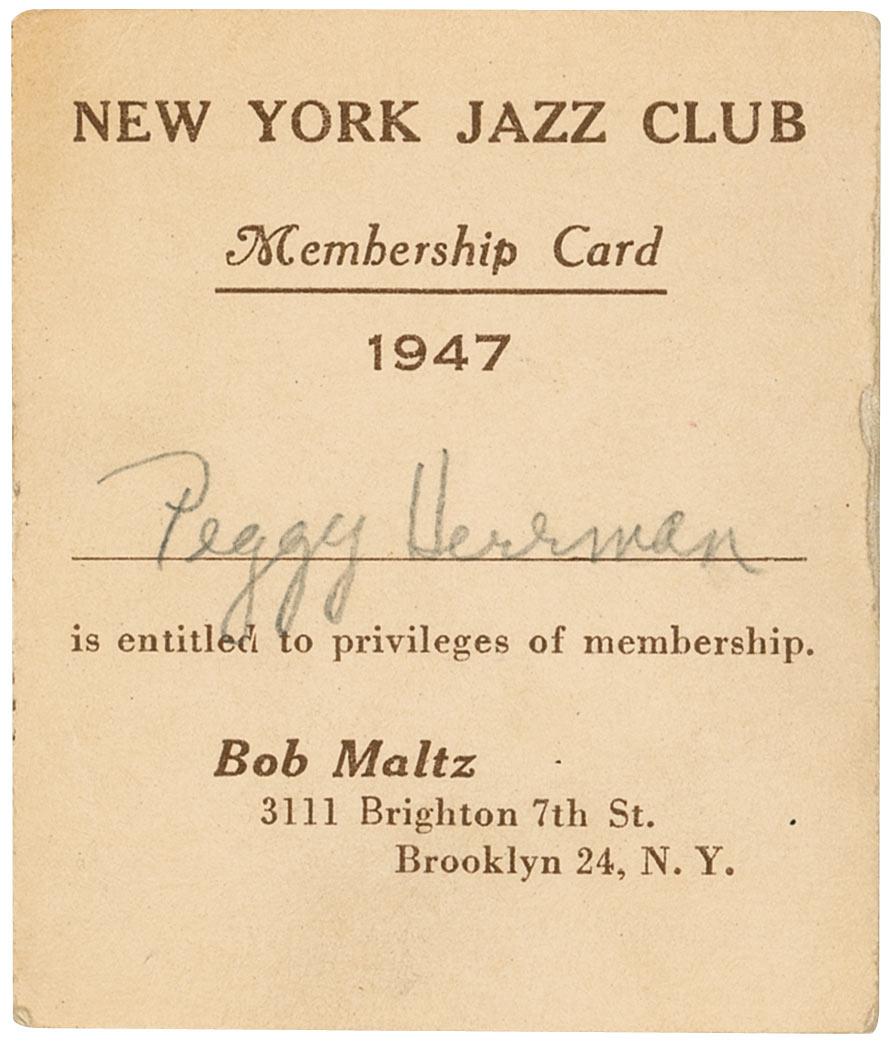 NEW YORK JAZZ CLUB
Membership Card
1947
Peggy Herrman
is entitled to privileges of membership.
Bob Maltz
3111 Brighton 7th St.
Brooklyn 24, N. Y.